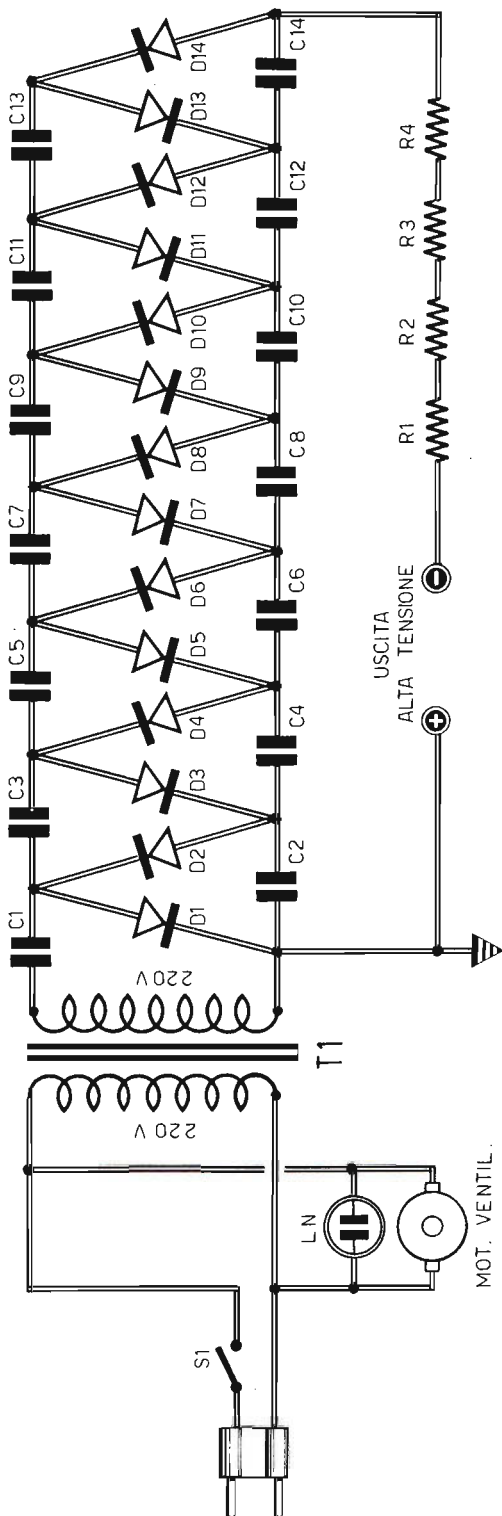 C1
C3
C5
C7
C9
C11
C13
D1
D2
D3
D4
D5
D6
D7
D8
D9
D10
D11
D12
D13
D14
C2
C4
C6
C8
C10
C12
C14
220 V
220 V
T1
S1
LN
MOT. VENTIL.
USCITA
ALTA TENSIONE
+
−
R1
R2
R3
R4